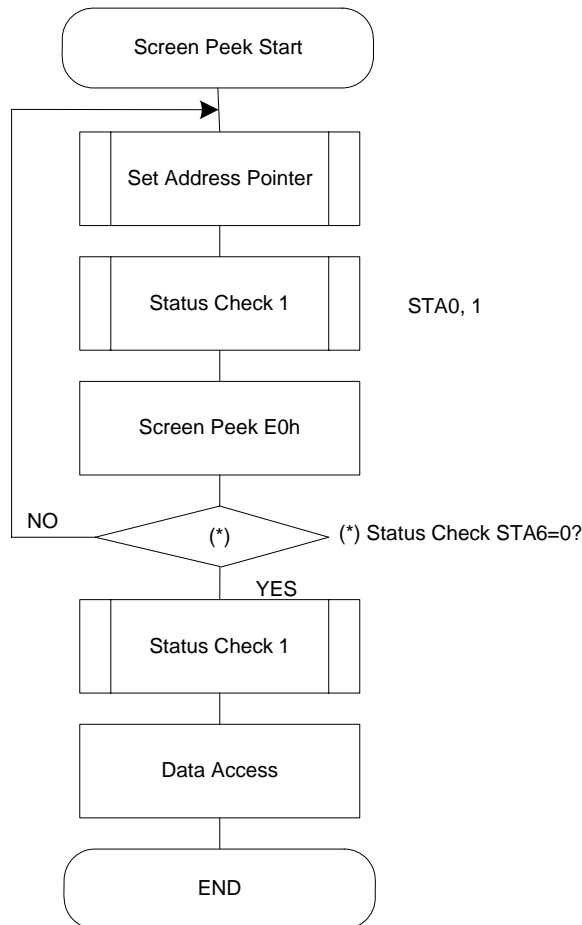 Screen Peek Start
Set Address Pointer
Status Check 1
STA0, 1
Screen Peek E0h
NO
(*)
(*) Status Check STA6=0?
YES
Status Check 1
Data Access
END